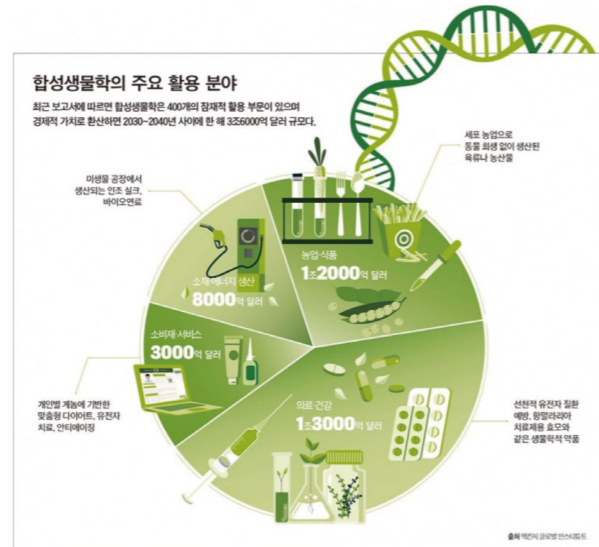 합성생물학의 주요 활용 분야
최근 보고서에 따르면 합성생물학은 400개의 잠재적 활용 부문이 있으며
경제적 가치로 환산하면 2030~2040년 사이에 한 해 3조6000억 달러 규모다.
세포 농업으로
동물 희생 없이 생산된
육류나 농산물
미생물 공장에서
생산되는 인조 실크,
바이오연료
농업·식품
1조2000억 달러
소재·에너지 생산
8000억 달러
소비재·서비스
3000억 달러
개인별 게놈에 기반한
맞춤형 다이어트, 유전자
치료, 안티에이징
의료·건강
1조3000억 달러
선천적 유전자 질환
예방, 항말라리아
치료제용 효모와
같은 생물학적 약품
출처 맥킨지 글로벌 인스티튜트